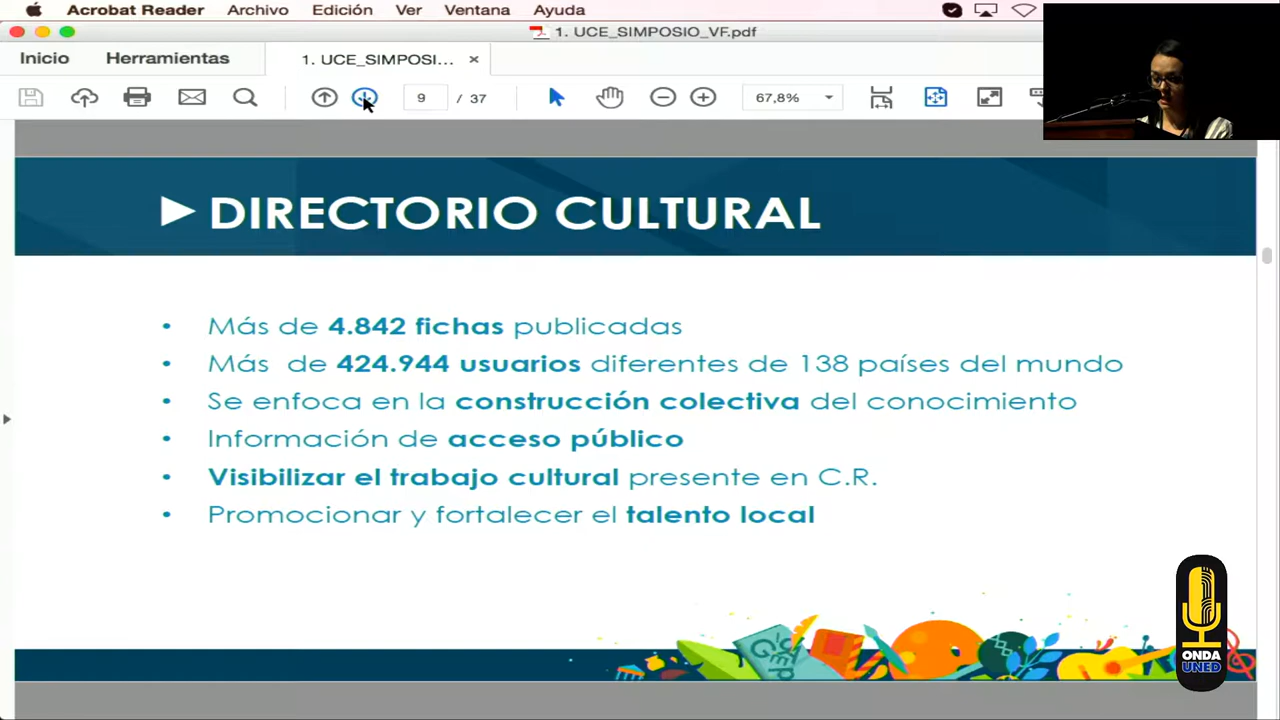 Acrobat Reader Archivo Edición Ver Ventana Ayuda
1. UCE_SIMPOSIO_VF.pdf
Inicio Herramientas 1. UCE_SIMPOSI... ×
9 / 37 67,8%
DIRECTORIO CULTURAL
• Más de 4.842 fichas publicadas
• Más de 424.944 usuarios diferentes de 138 países del mundo
• Se enfoca en la construcción colectiva del conocimiento
• Información de acceso público
• Visibilizar el trabajo cultural presente en C.R.
• Promocionar y fortalecer el talento local
ONDA
UNED